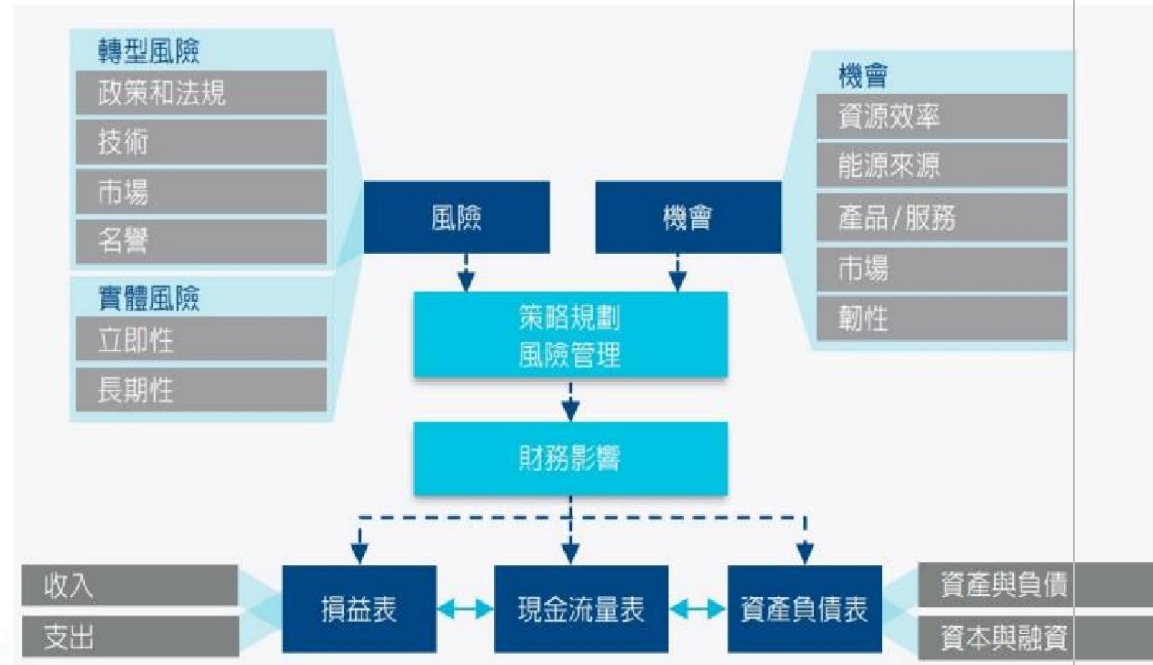 轉型風險
政策和法規
技術
市場
名譽
實體風險
立即性
長期性
風險
機會
機會
資源效率
能源來源
產品/服務
市場
韌性
策略規劃
風險管理
財務影響
收入
支出
損益表
現金流量表
資產負債表
資產與負債
資本與融資